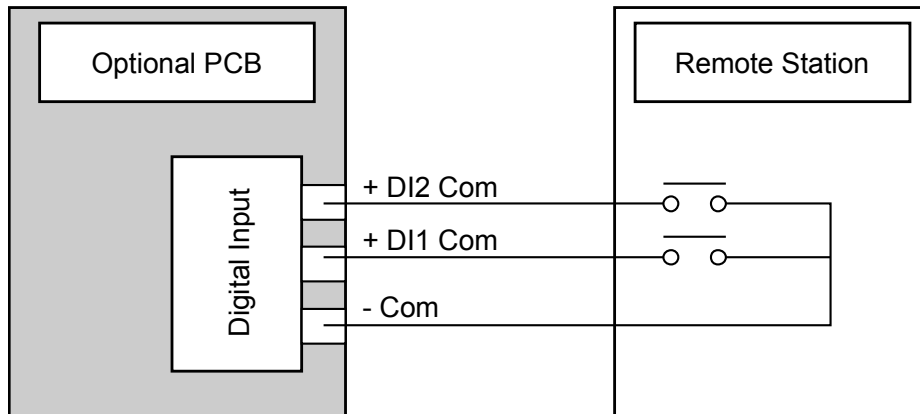 Optional PCB
Remote Station
Digital Input
+ DI2 Com
+ DI1 Com
- Com